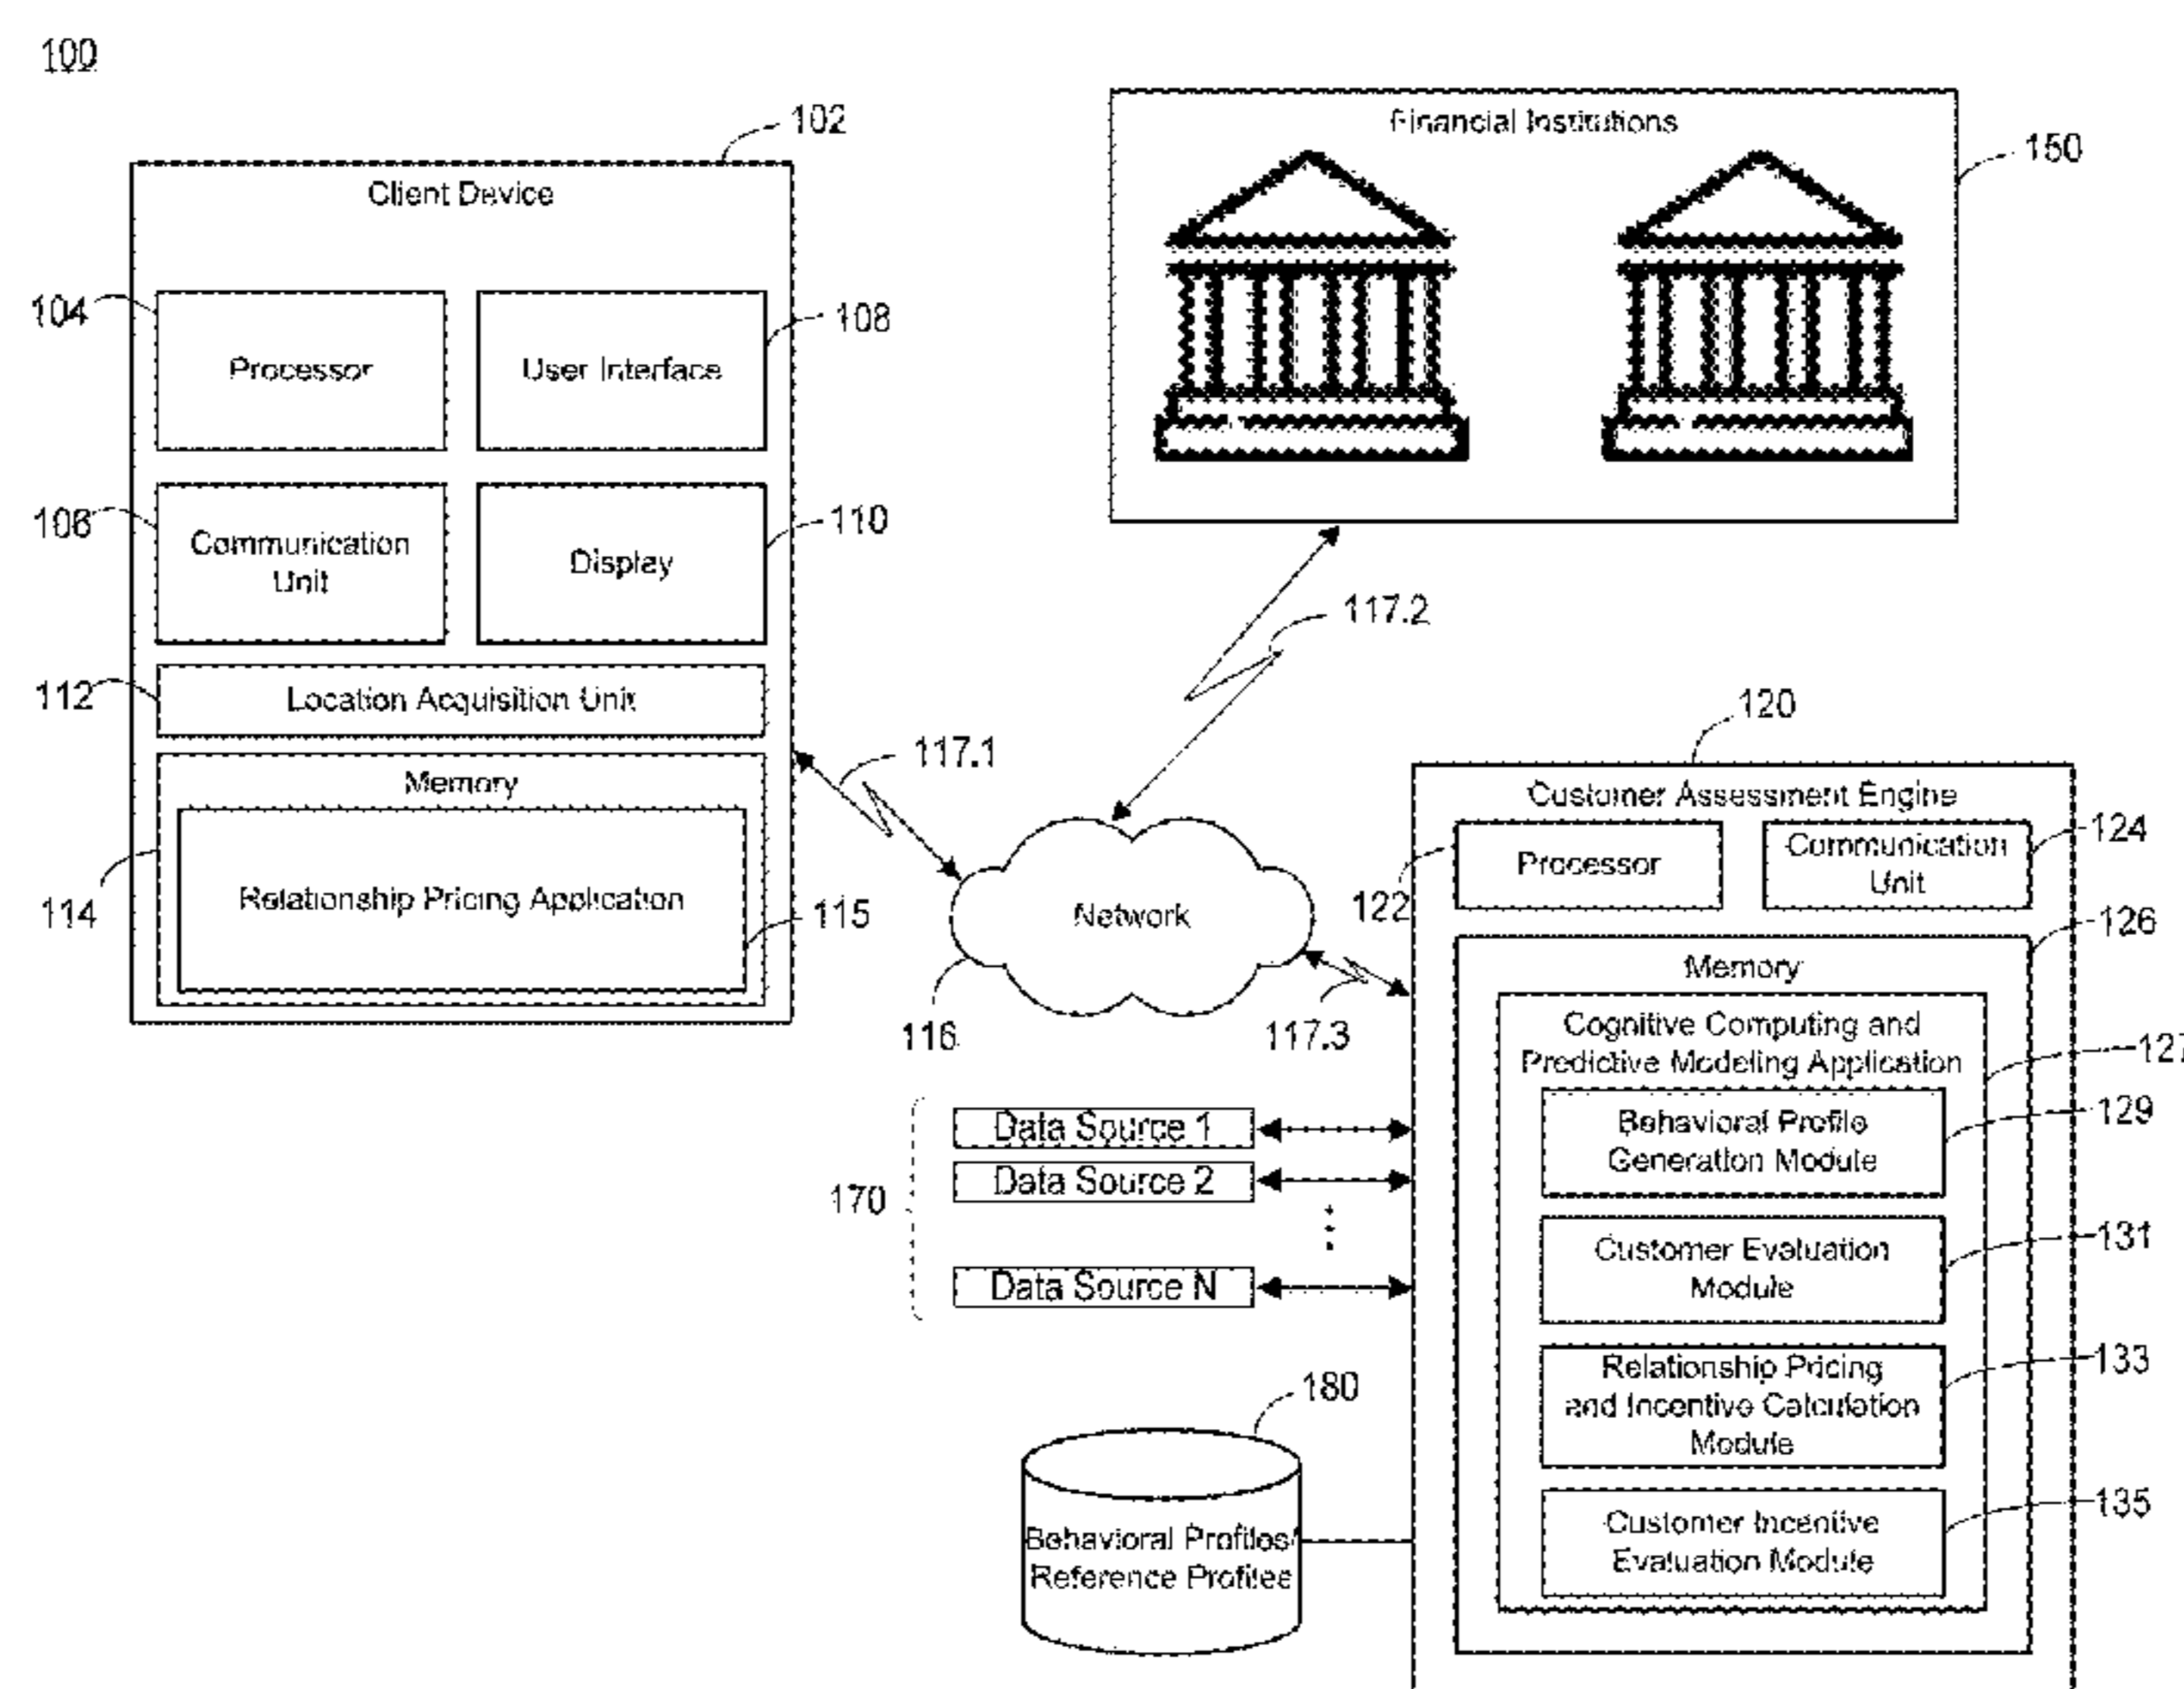 100
102
Client Device
104
Processor
User Interface
108
106
Communication
Unit
Display
110
112
Location Acquisition Unit
Memory
Relationship Pricing Application
114
115
Financial Institutions
150
117.1
117.2
Network
116
117.3
120
Customer Assessment Engine
122
Processor
Communication
Unit
124
126
Memory
Cognitive Computing and
Predictive Modeling Application
127
Behavioral Profile
Generation Module
129
Customer Evaluation
Module
131
Relationship Pricing
and Incentive Calculation
Module
133
Customer Incentive
Evaluation Module
135
170
Data Source 1
Data Source 2
Data Source N
180
Behavioral Profiles/
Reference Profiles